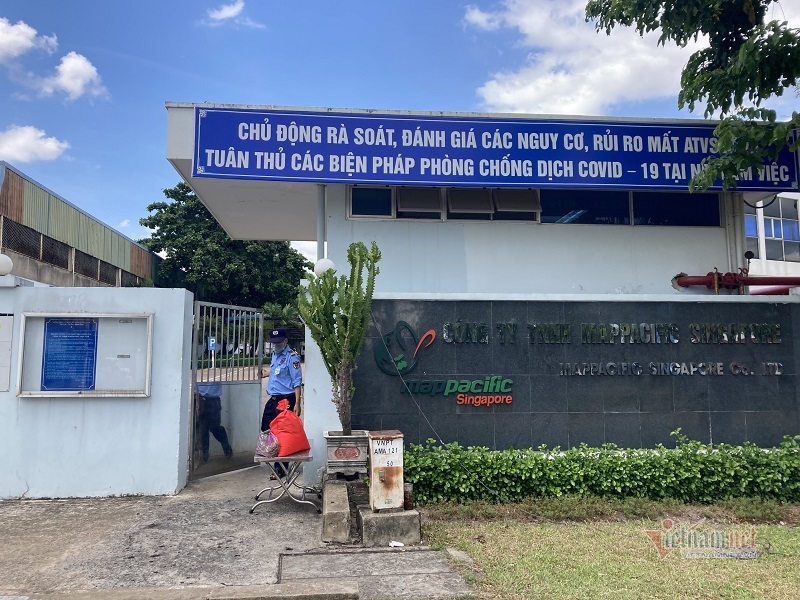 CHỦ ĐỘNG RÀ SOÁT, ĐÁNH GIÁ CÁC NGUY CƠ, RỦI RO MẤT ATVS
TUÂN THỦ CÁC BIỆN PHÁP PHÒNG CHỐNG DỊCH COVID – 19 TẠI VIỆC
CÔNG TY TNHH MAPPACIFIC SINGAPORE
MAPPACIFIC SINGAPORE Co., LTD
mappacific
Singapore
P
VNPT
AMA 121
50
Vietnamnet